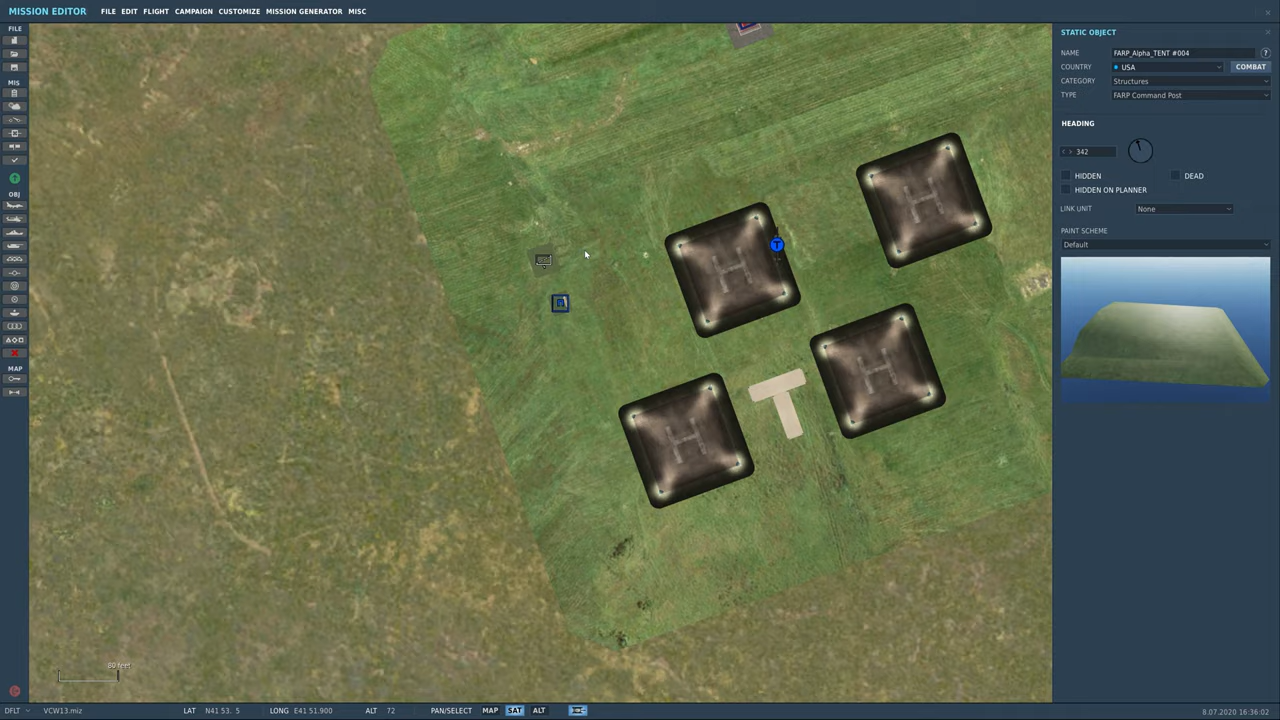 MISSION EDITOR FILE EDIT FLIGHT CAMPAIGN CUSTOMIZE MISSION GENERATOR MISC
FILE
MIS
OBJ
MAP
STATIC OBJECT
NAME FARP_Alpha_TENT #004 ?
COUNTRY USA COMBAT
CATEGORY Structures
TYPE FARP Command Post
HEADING
342
HIDDEN DEAD
HIDDEN ON PLANNER
LINK UNIT None
PAINT SCHEME
Default
H
H
T
H
H
80 feet
DFLT VCW13.miz LAT N41 53. 5 LONG E41 51.900 ALT 72 PAN/SELECT MAP SAT ALT 8.07.2020 16:36:02